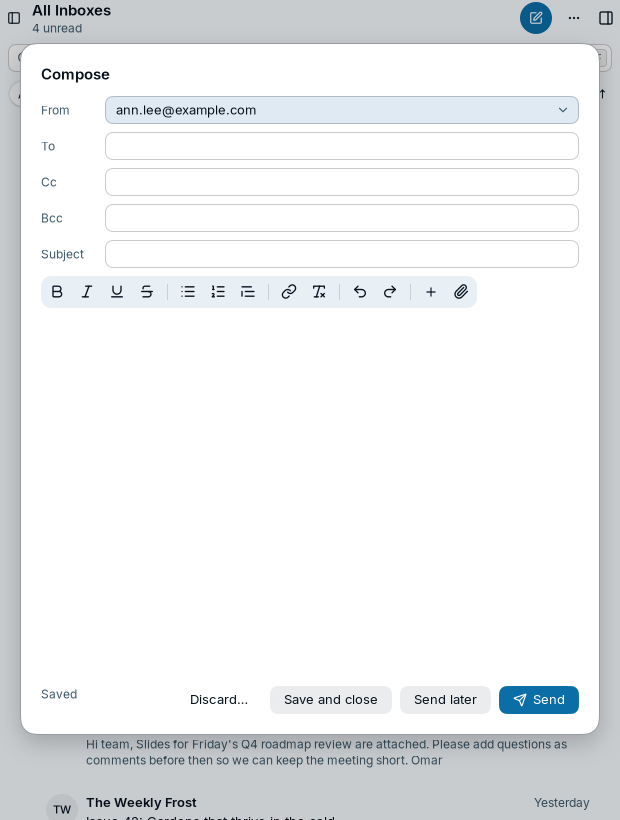 All Inboxes
4 unread
Compose
From
ann.lee@example.com
To
Cc
Bcc
Subject
Saved
Discard...
Save and close
Send later
Send
Hi team, Slides for Friday's Q4 roadmap review are attached. Please add questions as
comments before then so we can keep the meeting short. Omar
TW
The Weekly Frost
Yesterday